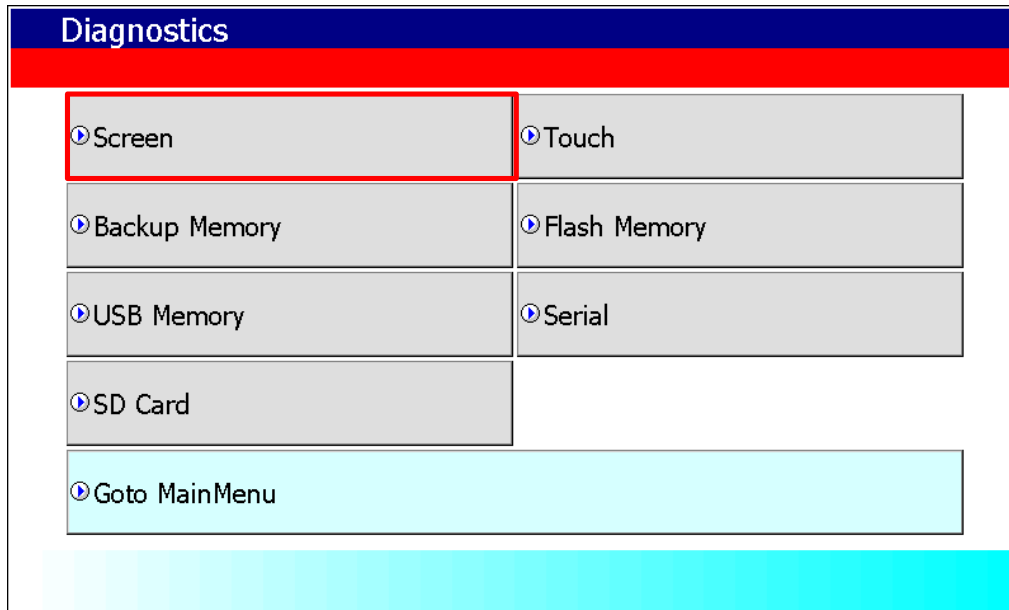 Diagnostics
Screen
Touch
Backup Memory
Flash Memory
USB Memory
Serial
SD Card
Goto MainMenu